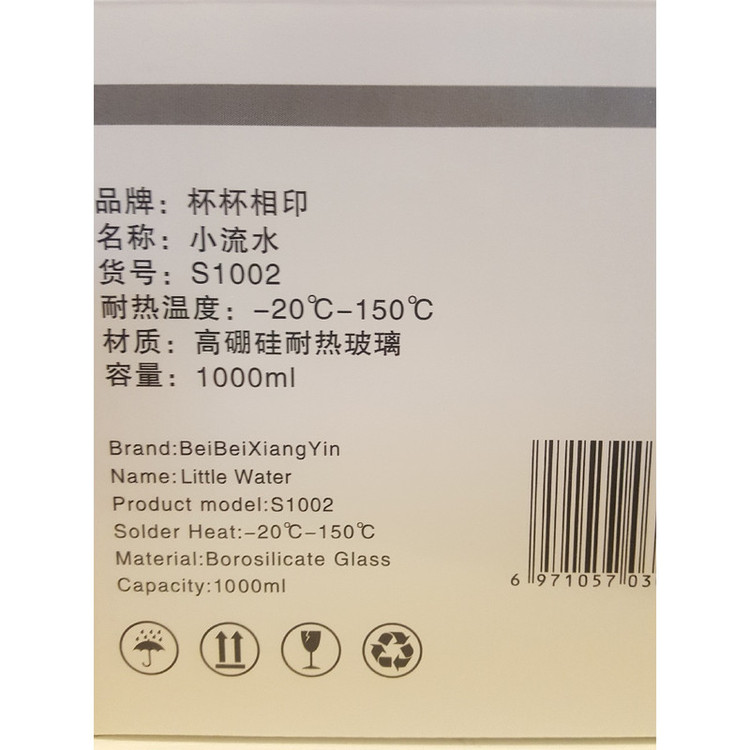 品牌：杯杯相印
名称：小流水
货号：S1002
耐热温度：-20℃-150℃
材质：高硼硅耐热玻璃
容量：1000ml
Brand:BeiBeiXiangYin
Name:Little Water
Product model:S1002
Solder Heat:-20℃-150℃
Material:Borosilicate Glass
Capacity:1000ml
6 971057 03